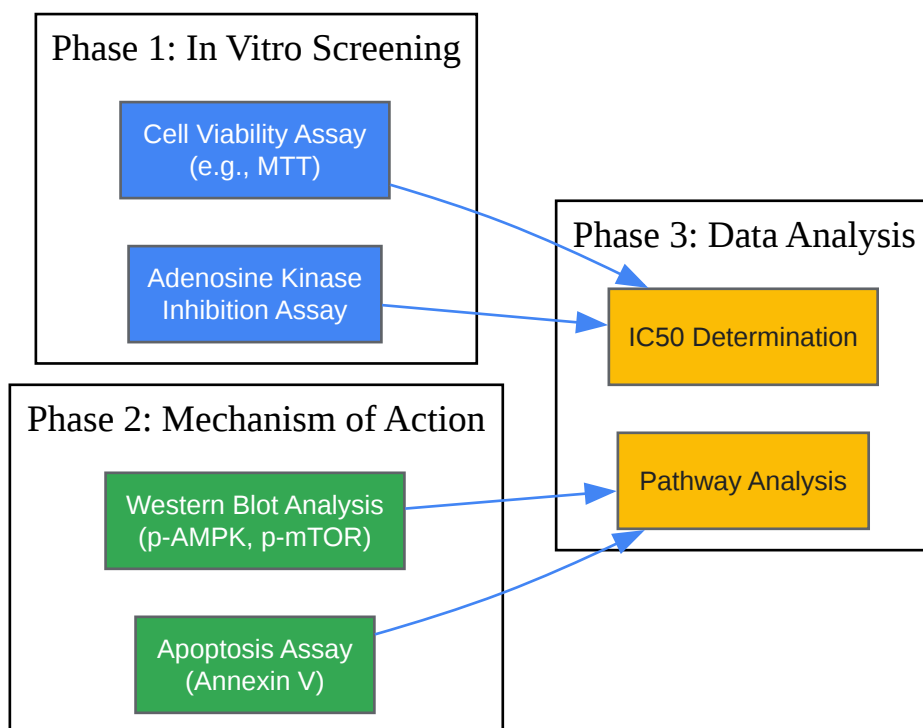 Phase 1: In Vitro Screening
Cell Viability Assay
(e.g., MTT)
Adenosine Kinase
Inhibition Assay
Phase 2: Mechanism of Action
Western Blot Analysis
(p-AMPK, p-mTOR)
Apoptosis Assay
(Annexin V)
Phase 3: Data Analysis
IC50 Determination
Pathway Analysis